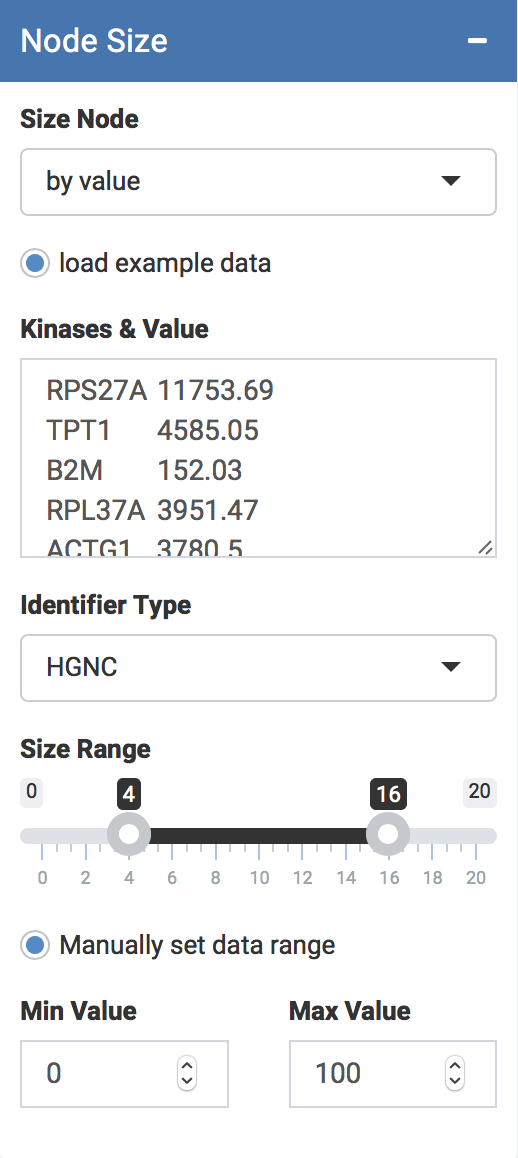 Node Size
Size Node
by value
load example data
Kinases & Value
RPS27A 11753.69
TPT1 4585.05
B2M 152.03
RPL37A 3951.47
ACTG1 3780.5
Identifier Type
HGNC
Size Range
0 4 16 20
0 2 4 6 8 10 12 14 16 18 20
Manually set data range
Min Value Max Value
0 100